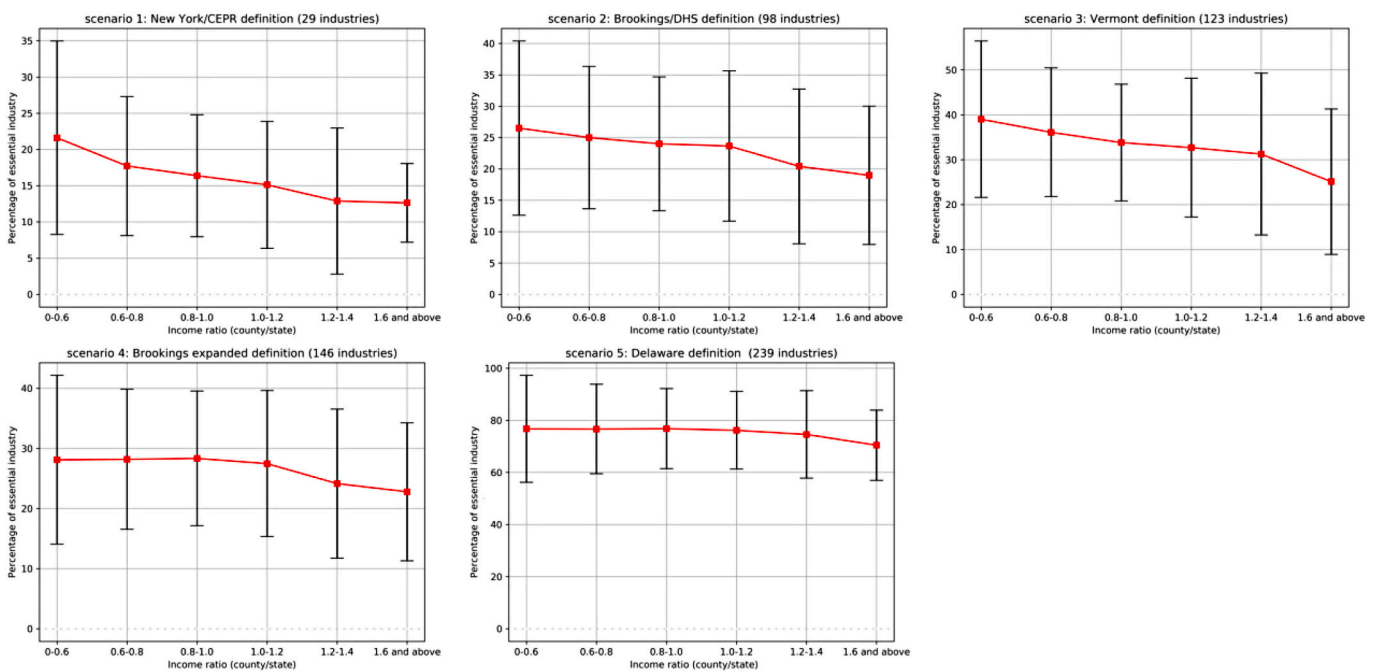 scenario 1: New York/CEPR definition (29 industries)
35
30
25
20
15
10
5
0
Percentage of essential industry
0-0.6 0.6-0.8 0.8-1.0 1.0-1.2 1.2-1.4 1.6 and above
Income ratio (county/state)
scenario 2: Brookings/DHS definition (98 industries)
40
35
30
25
20
15
10
5
0
Percentage of essential industry
0-0.6 0.6-0.8 0.8-1.0 1.0-1.2 1.2-1.4 1.6 and above
Income ratio (county/state)
scenario 3: Vermont definition (123 industries)
50
40
30
20
10
0
Percentage of essential industry
0-0.6 0.6-0.8 0.8-1.0 1.0-1.2 1.2-1.4 1.6 and above
Income ratio (county/state)
scenario 4: Brookings expanded definition (146 industries)
40
30
20
10
0
Percentage of essential industry
0-0.6 0.6-0.8 0.8-1.0 1.0-1.2 1.2-1.4 1.6 and above
Income ratio (county/state)
scenario 5: Delaware definition (239 industries)
100
80
60
40
20
0
Percentage of essential industry
0-0.6 0.6-0.8 0.8-1.0 1.0-1.2 1.2-1.4 1.6 and above
Income ratio (county/state)